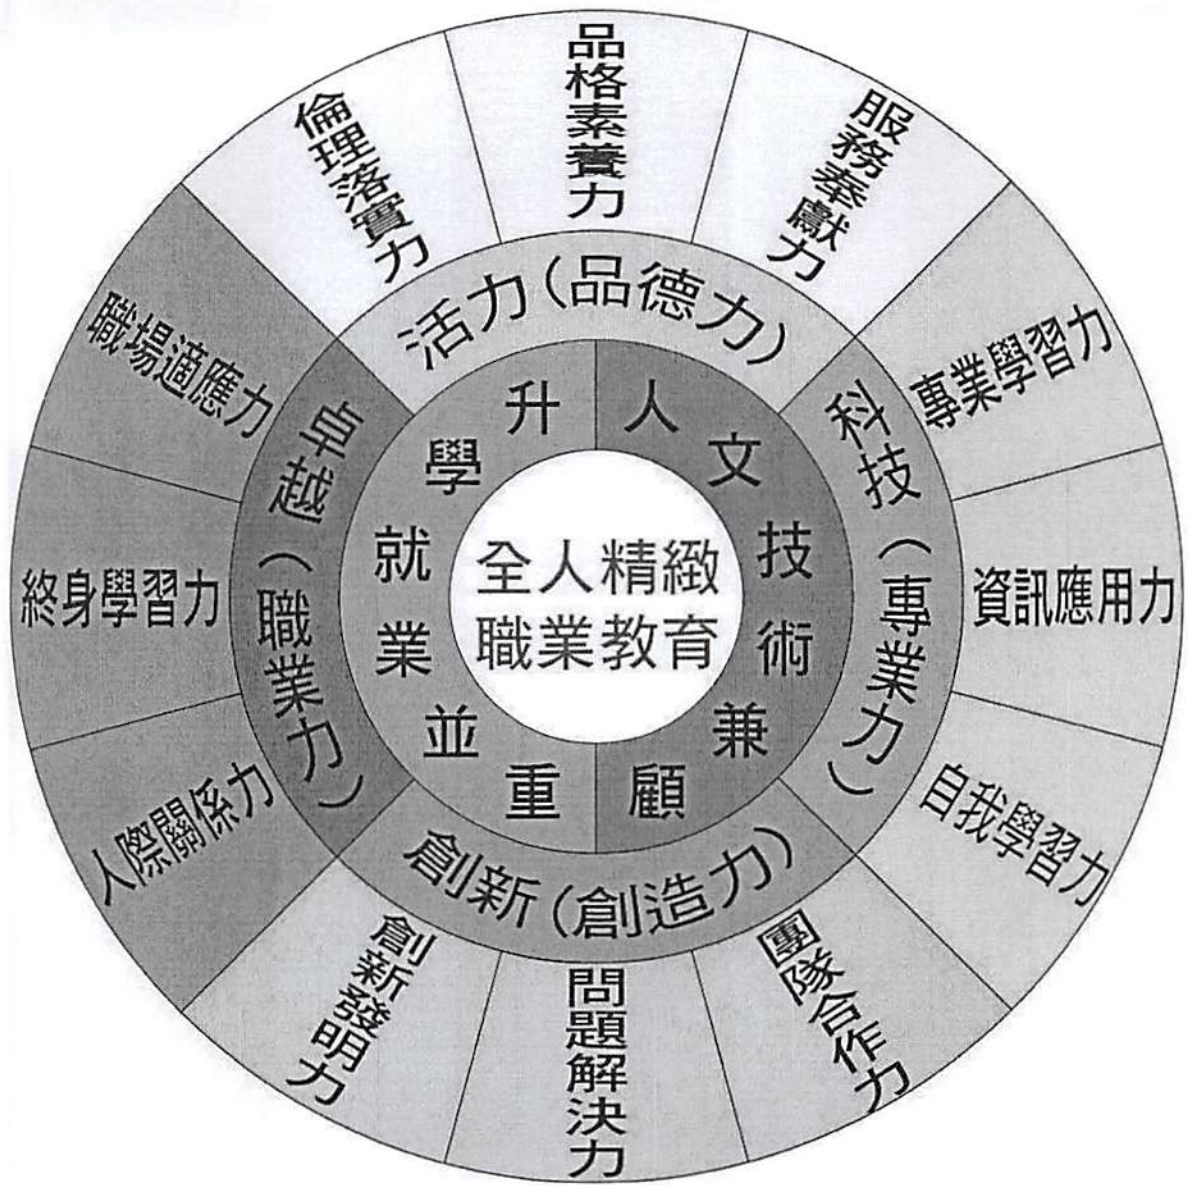 全人精緻
職業教育
人文技術兼顧
升學就業並重
活力(品德力)
科技(專業力)
創新(創造力)
卓越(職業力)
倫理落實力
品格素養力
服務奉獻力
專業學習力
資訊應用力
自我學習力
團隊合作力
問題解決力
創新發明力
人際關係力
終身學習力
職場適應力